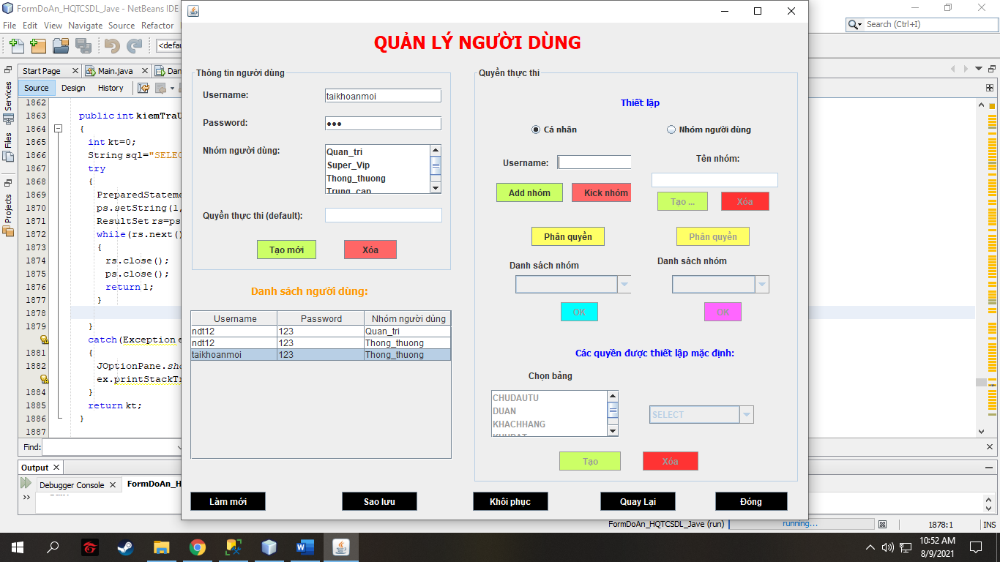 FormDoAn_HQTCSDL_Jave - NetBeans IDE
File Edit View Navigate Source Refactor
Search (Ctrl+I)
<defau
Start Page
Main.java
Dan
Source Design History
Services
Files
Projects
1862
1863 public int kiemTraU
1864 {
1865 int kt=0;
1866 String sql="SELEC
1867 try
1868 {
1869 PreparedStateme
1870 ps.setString(1,
1871 ResultSet rs=ps
1872 while(rs.next()
1873 {
1874 rs.close();
1875 ps.close();
1876 return 1;
1877 }
1878
1879 }
catch(Exception e
1881 {
1882 JOptionPane.sho
ex.printStackTr
1884 }
1885 return kt;
1886 }
1887
Find:
Output
Debugger Console
FormDoAn_H
QUẢN LÝ NGƯỜI DÙNG
Thông tin người dùng
Username: taikhoanmoi
Password: ●●●
Nhóm người dùng:
Quan_tri
Super_Vip
Thong_thuong
Trung_cap
Quyền thực thi (default):
Tạo mới Xóa
Danh sách người dùng:
Username Password Nhóm người dùng
ndt12 123 Quan_tri
ndt12 123 Thong_thuong
taikhoanmoi 123 Thong_thuong
Quyền thực thi
Thiết lập
Cá nhân Nhóm người dùng
Username: Tên nhóm:
Add nhóm Kick nhóm Tạo ... Xóa
Phân quyền Phân quyền
Danh sách nhóm Danh sách nhóm
OK OK
Các quyền được thiết lập mặc định:
Chọn bảng
CHUDAUTU
DUAN
KHACHHANG
KHUDAT
SELECT
Tạo Xóa
Làm mới Sao lưu Khôi phục Quay Lại Đóng
FormDoAn_HQTCSDL_Jave (run) running... 1878:1 INS
10:52 AM
8/9/2021